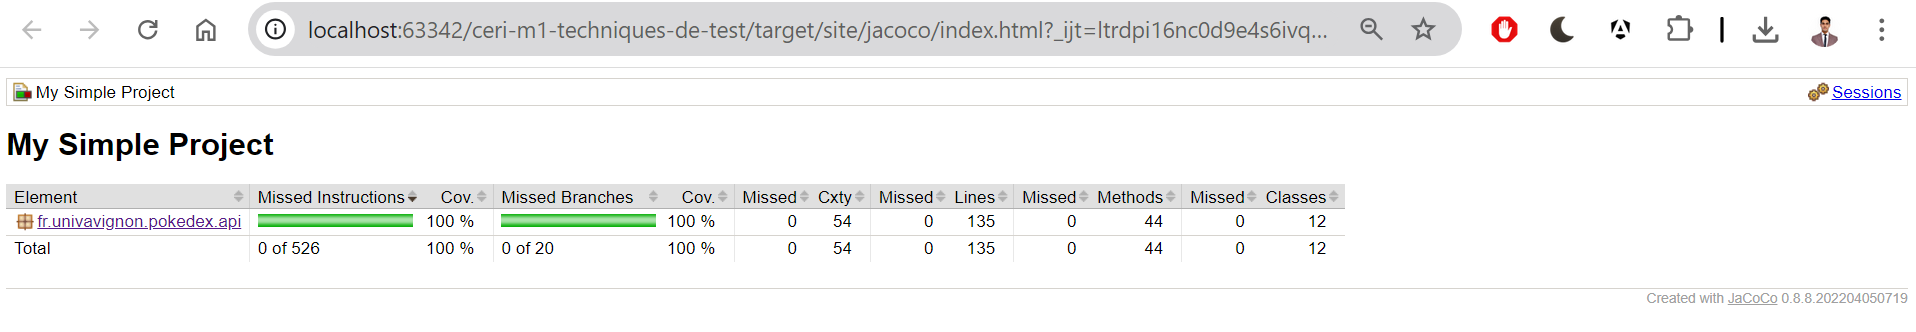 localhost:63342/ceri-m1-techniques-de-test/target/site/jacoco/index.html?_ijt=ltrdpi16nc0d9e4s6ivq...
My Simple Project Sessions
My Simple Project
Element Missed Instructions Cov. Missed Branches Cov. Missed Cxty Missed Lines Missed Methods Missed Classes
fr.univavignon.pokedex.api 100 % 100 % 0 54 0 135 0 44 0 12
Total 0 of 526 100 % 0 of 20 100 % 0 54 0 135 0 44 0 12
Created with JaCoCo 0.8.8.202204050719